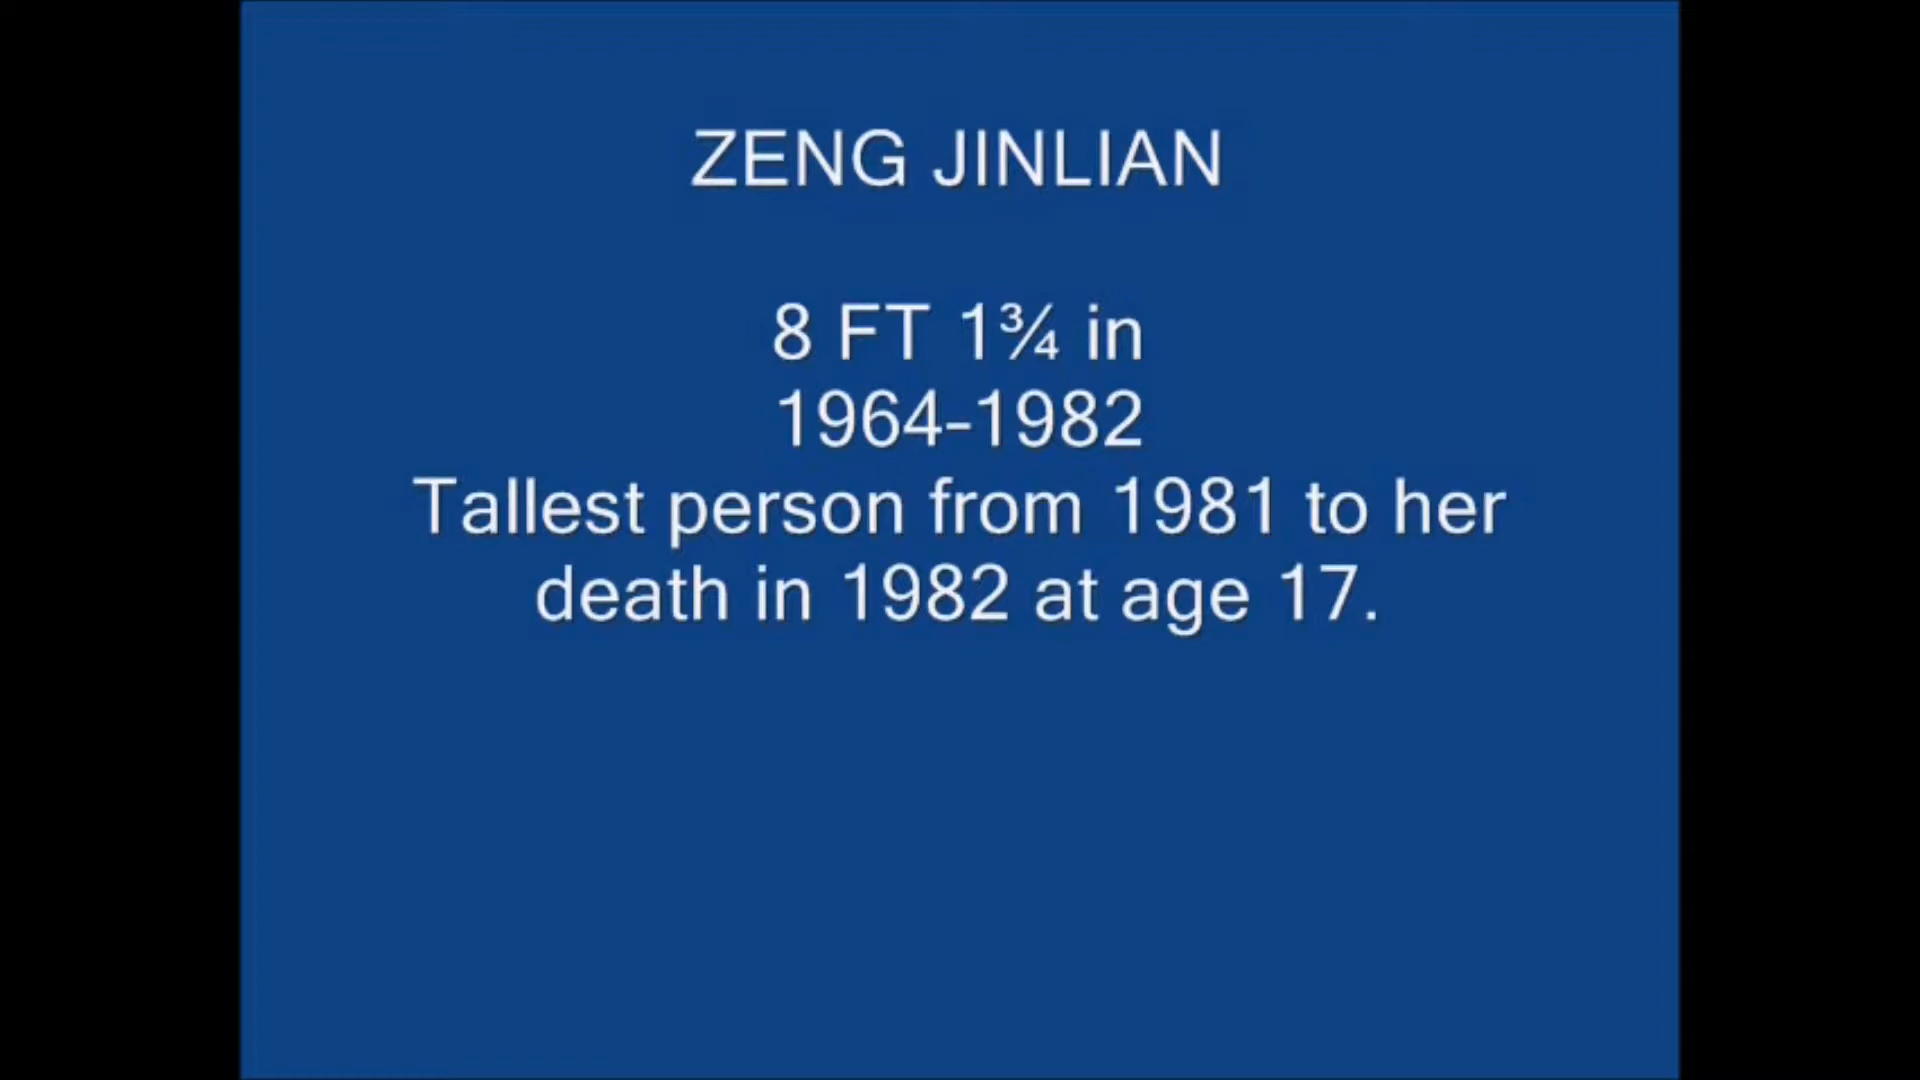 ZENG JINLIAN
8 FT 1¾ in
1964-1982
Tallest person from 1981 to her
death in 1982 at age 17.